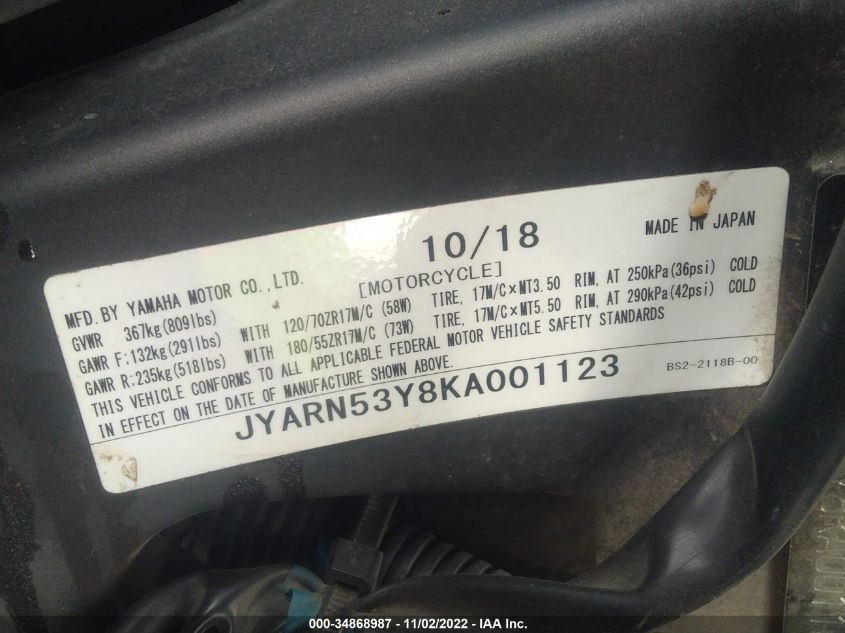 10/18
MADE IN JAPAN
MFD. BY YAMAHA MOTOR CO., LTD.
[MOTORCYCLE]
GVWR 367kg(809lbs)
GAWR F:132kg(291lbs) WITH 120/70ZR17M/C (58W) TIRE, 17M/C×MT3.50 RIM, AT 250kPa(36psi) COLD
GAWR R:235kg(518lbs) WITH 180/55ZR17M/C (73W) TIRE, 17M/C×MT5.50 RIM, AT 290kPa(42psi) COLD
THIS VEHICLE CONFORMS TO ALL APPLICABLE FEDERAL MOTOR VEHICLE SAFETY STANDARDS
IN EFFECT ON THE DATE OF MANUFACTURE SHOWN ABOVE.
BS2-2118B-00
JYARN53Y8KA001123
000-34868987 - 11/02/2022 - IAA Inc.